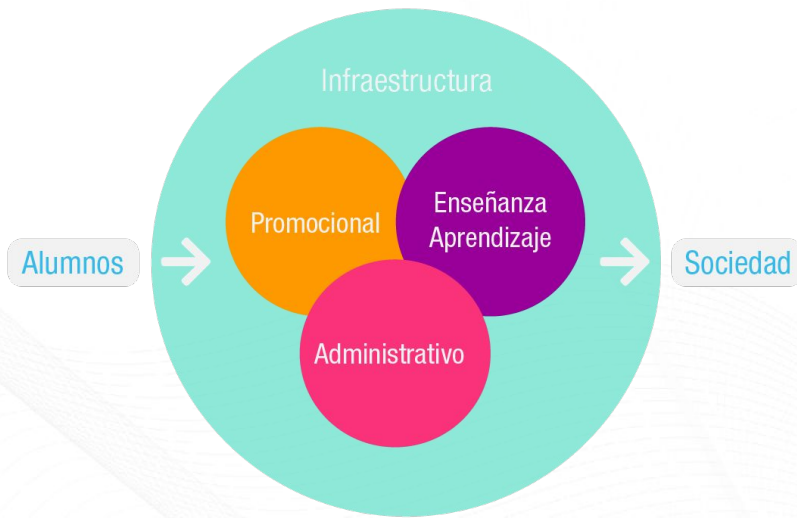 Infraestructura
Promocional
Enseñanza
Aprendizaje
Alumnos
Sociedad
Administrativo